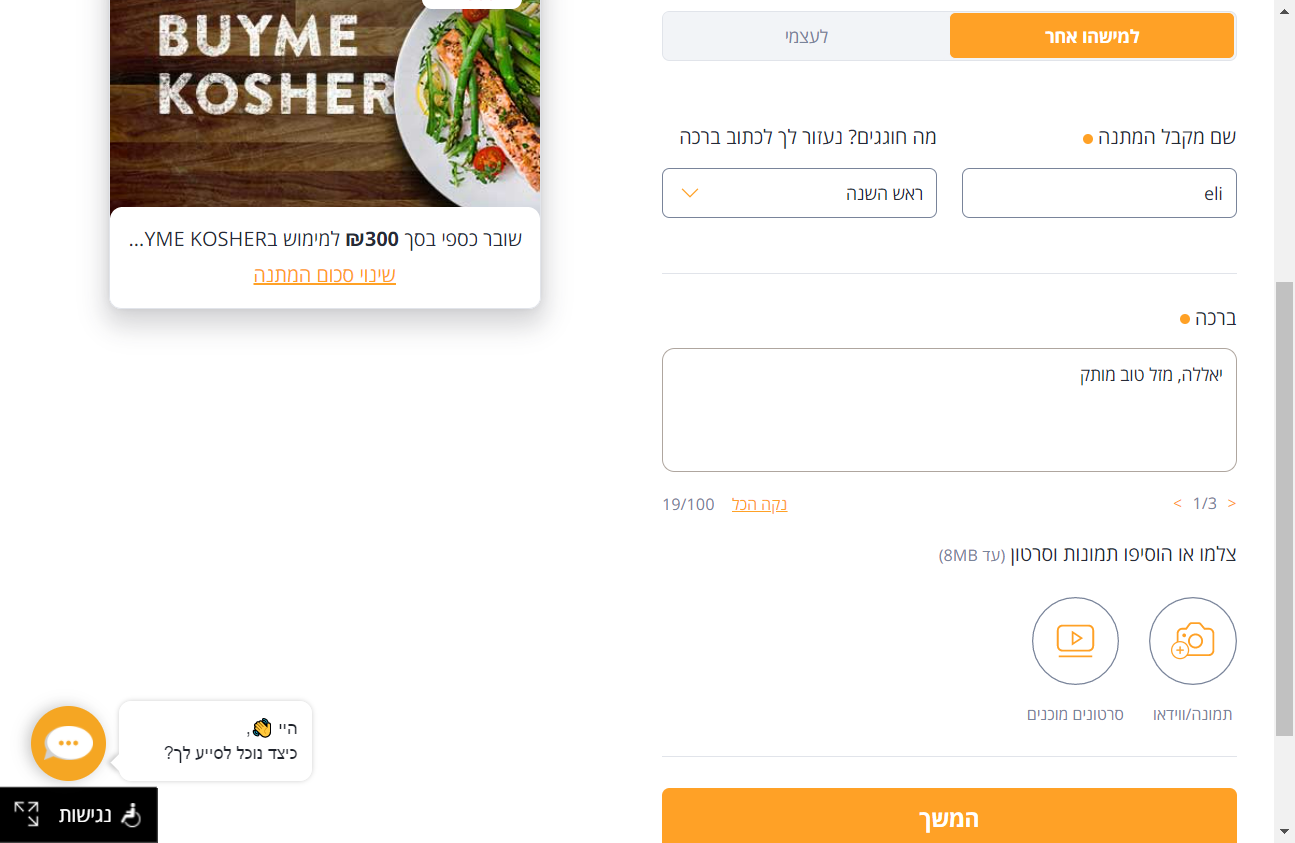 BUYME
KOSHER
שובר כספי בסך 300₪ למימוש בYME KOSHER...
שינוי סכום המתנה
למישהו אחר
לעצמי
שם מקבל המתנה
מה חוגגים? נעזור לך לכתוב ברכה
eli
ראש השנה
ברכה
יאללה, מזל טוב מותק
< 1/3 >
נקה הכל
19/100
צלמו או הוסיפו תמונות וסרטון (עד 8MB)
תמונה/ווידאו
סרטונים מוכנים
היי 👋,
כיצד נוכל לסייע לך?
נגישות
המשך